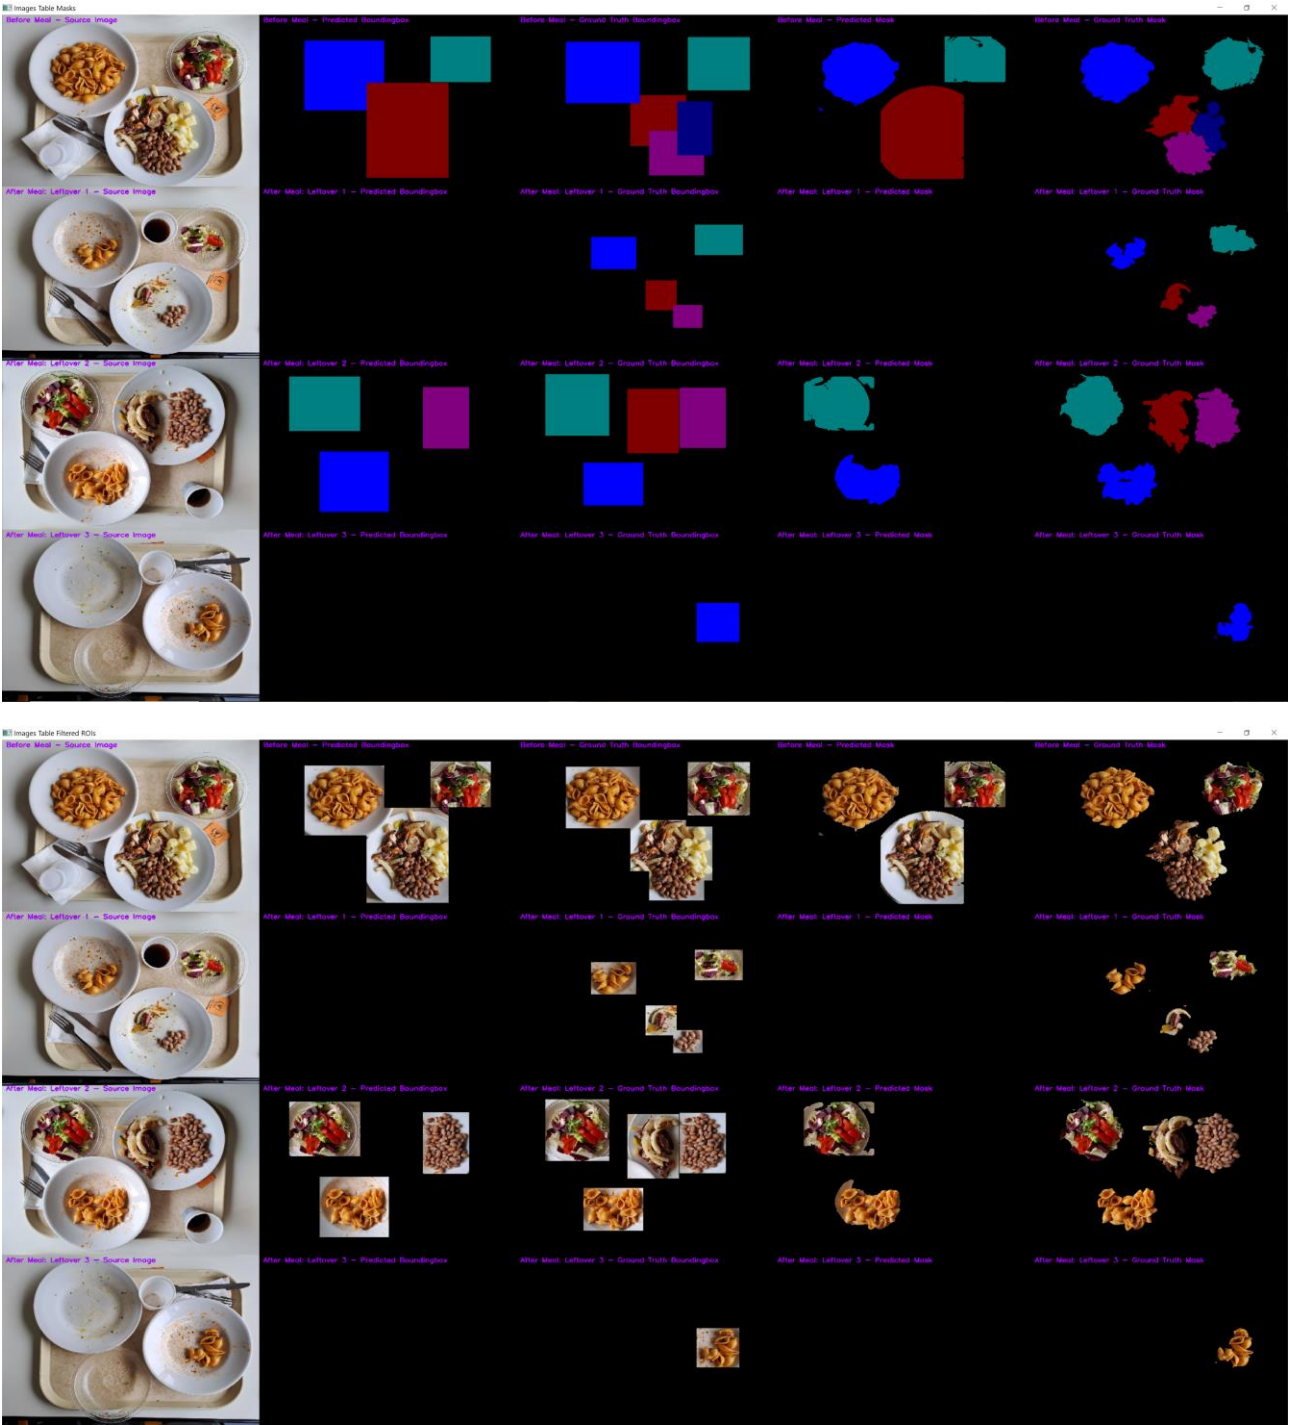 Images Table Masks
Before Meal - Source Image
Before Meal - Predicted Boundingbox
Before Meal - Ground Truth Boundingbox
Before Meal - Predicted Mask
Before Meal - Ground Truth Mask
After Meal: Leftover 1 - Source Image
After Meal: Leftover 1 - Predicted Boundingbox
After Meal: Leftover 1 - Ground Truth Boundingbox
After Meal: Leftover 1 - Predicted Mask
After Meal: Leftover 1 - Ground Truth Mask
After Meal: Leftover 2 - Source Image
After Meal: Leftover 2 - Predicted Boundingbox
After Meal: Leftover 2 - Ground Truth Boundingbox
After Meal: Leftover 2 - Predicted Mask
After Meal: Leftover 2 - Ground Truth Mask
After Meal: Leftover 3 - Source Image
After Meal: Leftover 3 - Predicted Boundingbox
After Meal: Leftover 3 - Ground Truth Boundingbox
After Meal: Leftover 3 - Predicted Mask
After Meal: Leftover 3 - Ground Truth Mask
Images Table Filtered ROIs
Before Meal - Source Image
Before Meal - Predicted Boundingbox
Before Meal - Ground Truth Boundingbox
Before Meal - Predicted Mask
Before Meal - Ground Truth Mask
After Meal: Leftover 1 - Source Image
After Meal: Leftover 1 - Predicted Boundingbox
After Meal: Leftover 1 - Ground Truth Boundingbox
After Meal: Leftover 1 - Predicted Mask
After Meal: Leftover 1 - Ground Truth Mask
After Meal: Leftover 2 - Source Image
After Meal: Leftover 2 - Predicted Boundingbox
After Meal: Leftover 2 - Ground Truth Boundingbox
After Meal: Leftover 2 - Predicted Mask
After Meal: Leftover 2 - Ground Truth Mask
After Meal: Leftover 3 - Source Image
After Meal: Leftover 3 - Predicted Boundingbox
After Meal: Leftover 3 - Ground Truth Boundingbox
After Meal: Leftover 3 - Predicted Mask
After Meal: Leftover 3 - Ground Truth Mask